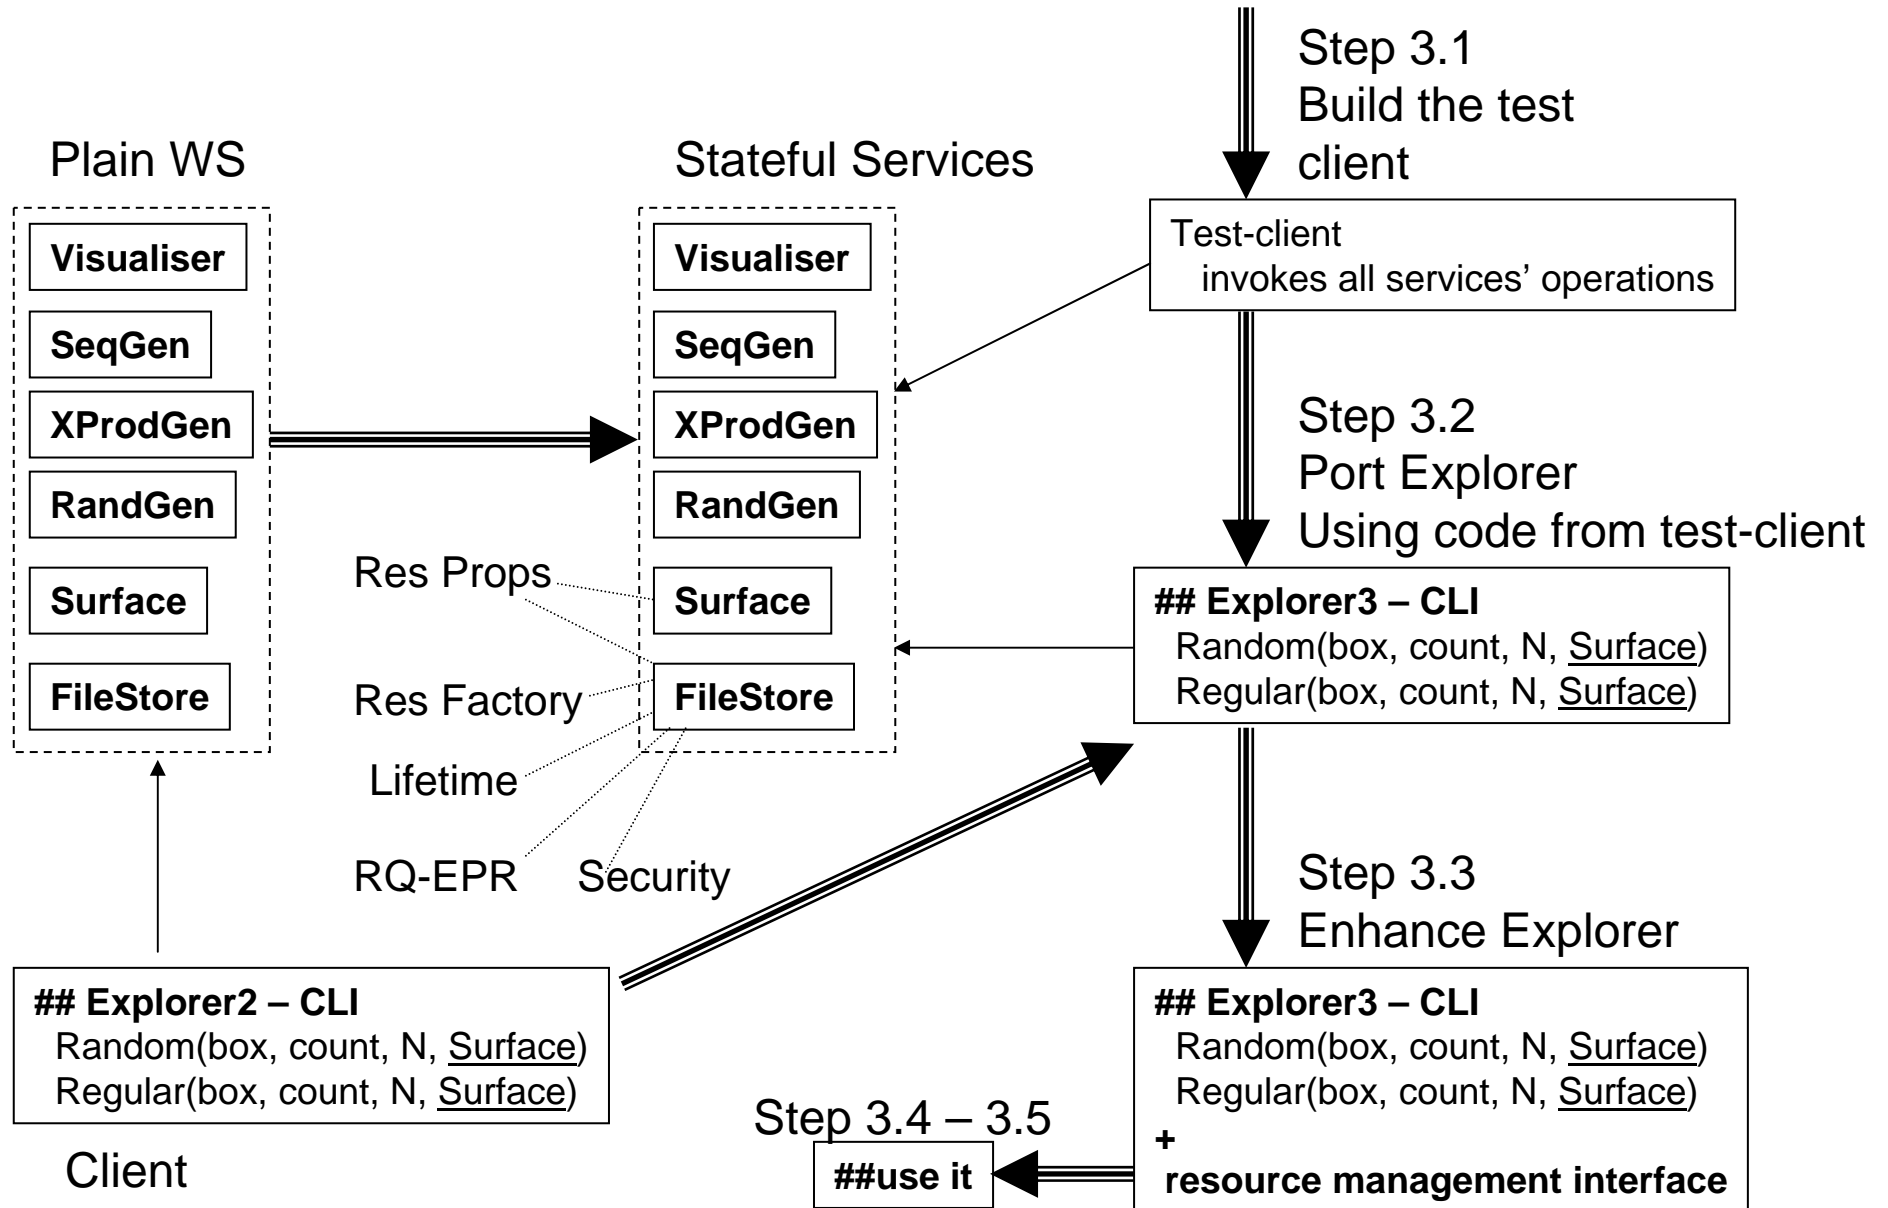 Step 3.1
Build the test
client
Plain WS
Visualiser
SeqGen
XProdGen
RandGen
Surface
FileStore
Stateful Services
Visualiser
SeqGen
XProdGen
RandGen
Surface
FileStore
Res Props
Res Factory
Lifetime
RQ-EPR
Security
Test-client
invokes all services’ operations
Step 3.2
Port Explorer
Using code from test-client
## Explorer3 – CLI
Random(box, count, N, Surface)
Regular(box, count, N, Surface)
Step 3.3
Enhance Explorer
## Explorer2 – CLI
Random(box, count, N, Surface)
Regular(box, count, N, Surface)
Client
## Explorer3 – CLI
Random(box, count, N, Surface)
Regular(box, count, N, Surface)
+
resource management interface
Step 3.4 – 3.5
##use it